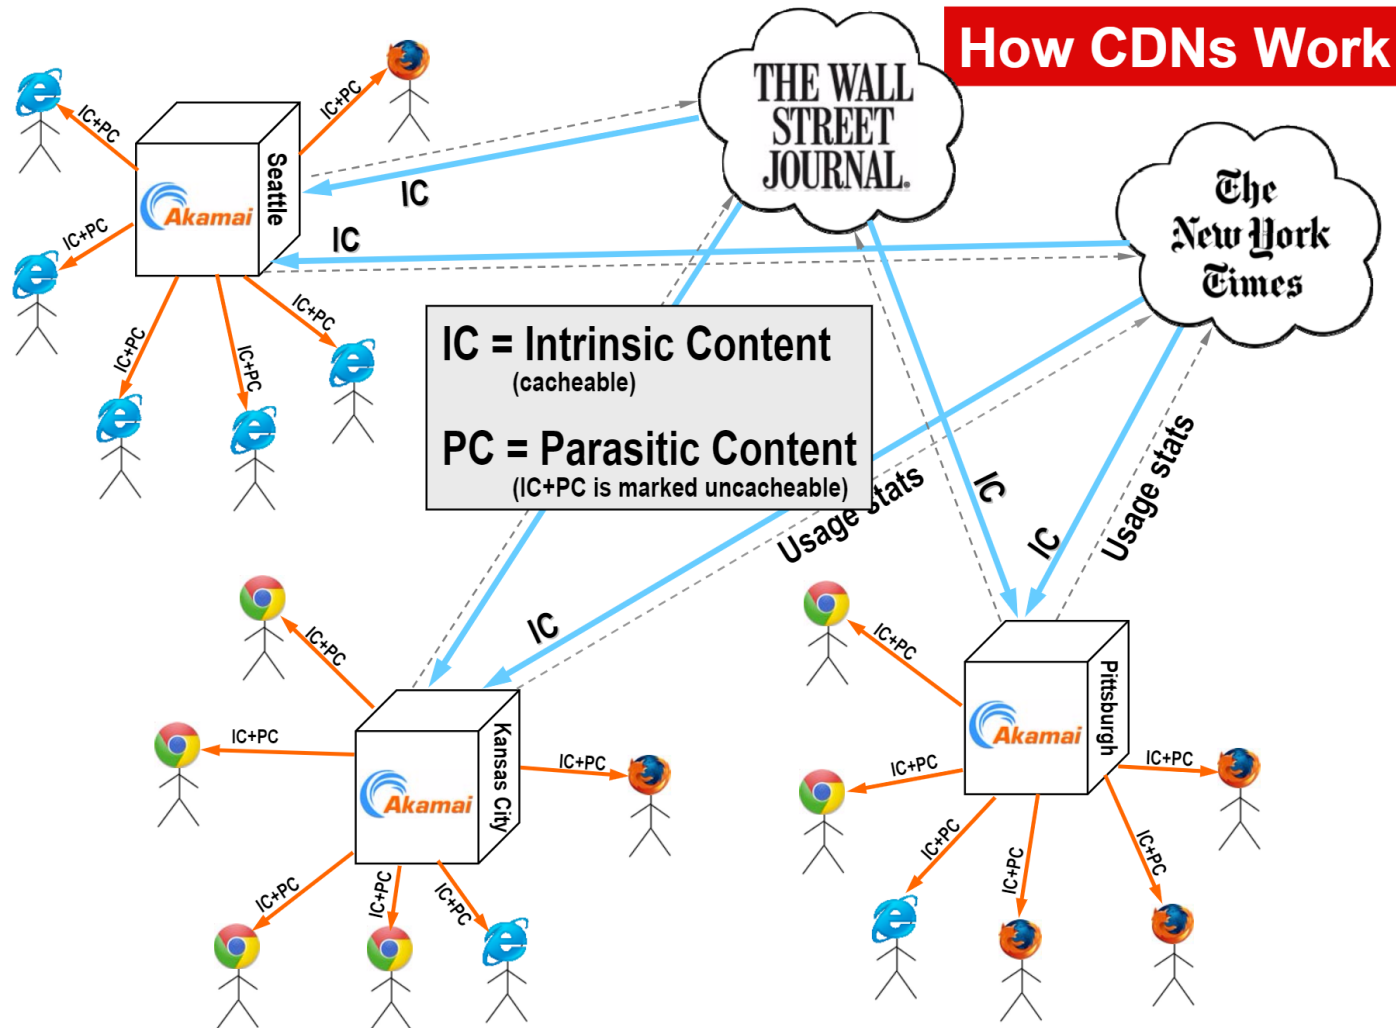 How CDNs Work
THE WALL
STREET
JOURNAL.
The
New York
Times
Seattle
Akamai
IC+PC
IC+PC
IC+PC
IC+PC
IC+PC
IC+PC
IC
IC
IC = Intrinsic Content
(cacheable)
PC = Parasitic Content
(IC+PC is marked uncacheable)
Usage stats
Usage stats
IC
IC
IC
Kansas City
Akamai
IC+PC
IC+PC
IC+PC
IC+PC
IC+PC
IC+PC
Pittsburgh
Akamai
IC+PC
IC+PC
IC+PC
IC+PC
IC+PC
IC+PC